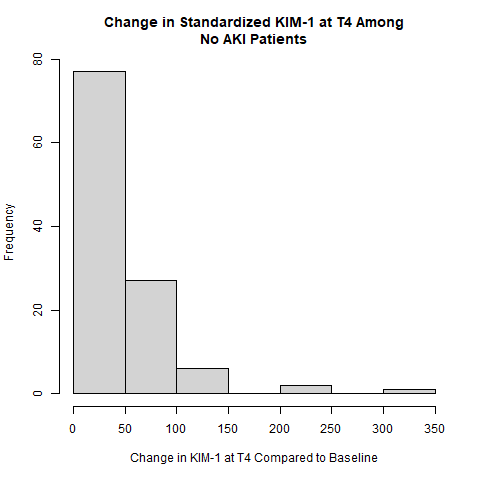 Change in Standardized KIM-1 at T4 Among
No AKI Patients
Frequency
80
60
40
20
0
0 50 100 150 200 250 300 350
Change in KIM-1 at T4 Compared to Baseline